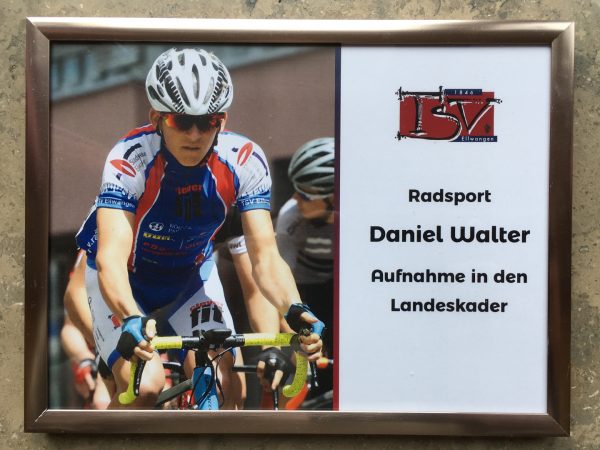 1846
TSV
Ellwangen
Radsport
Daniel Walter
Aufnahme in den
Landeskader